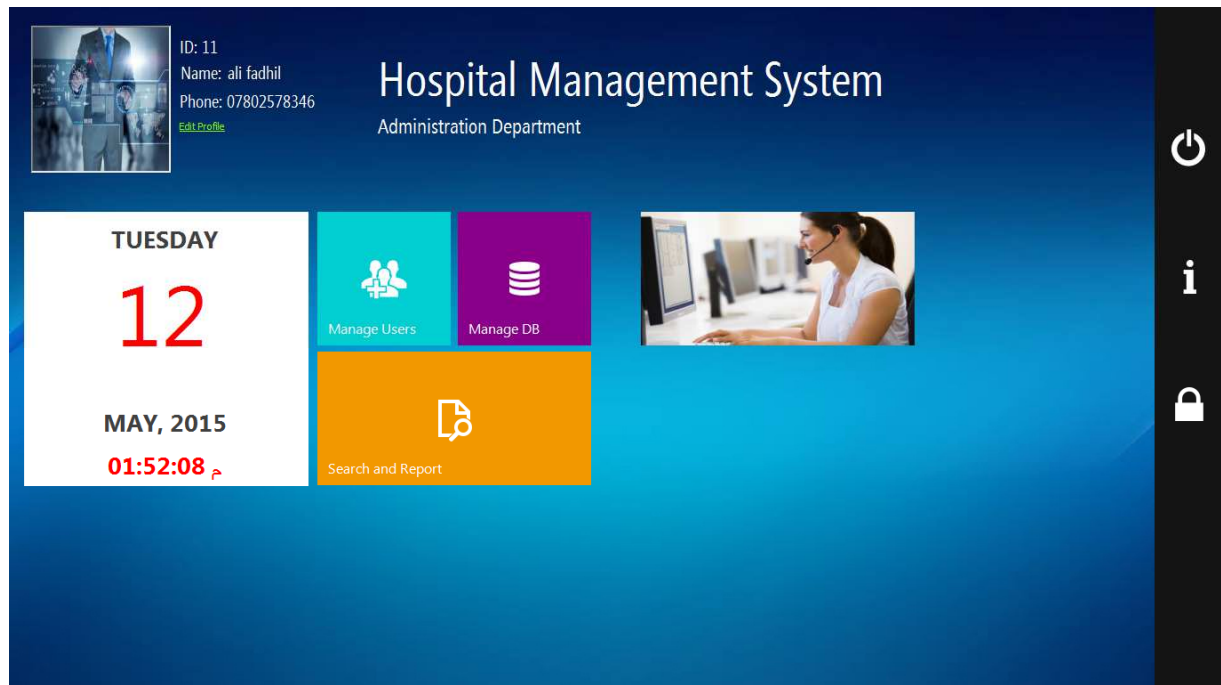 ID: 11
Name: ali fadhil
Phone: 07802578346
Edit Profile
Hospital Management System
Administration Department
TUESDAY
12
MAY, 2015
01:52:08 م
Manage Users
Manage DB
Search and Report